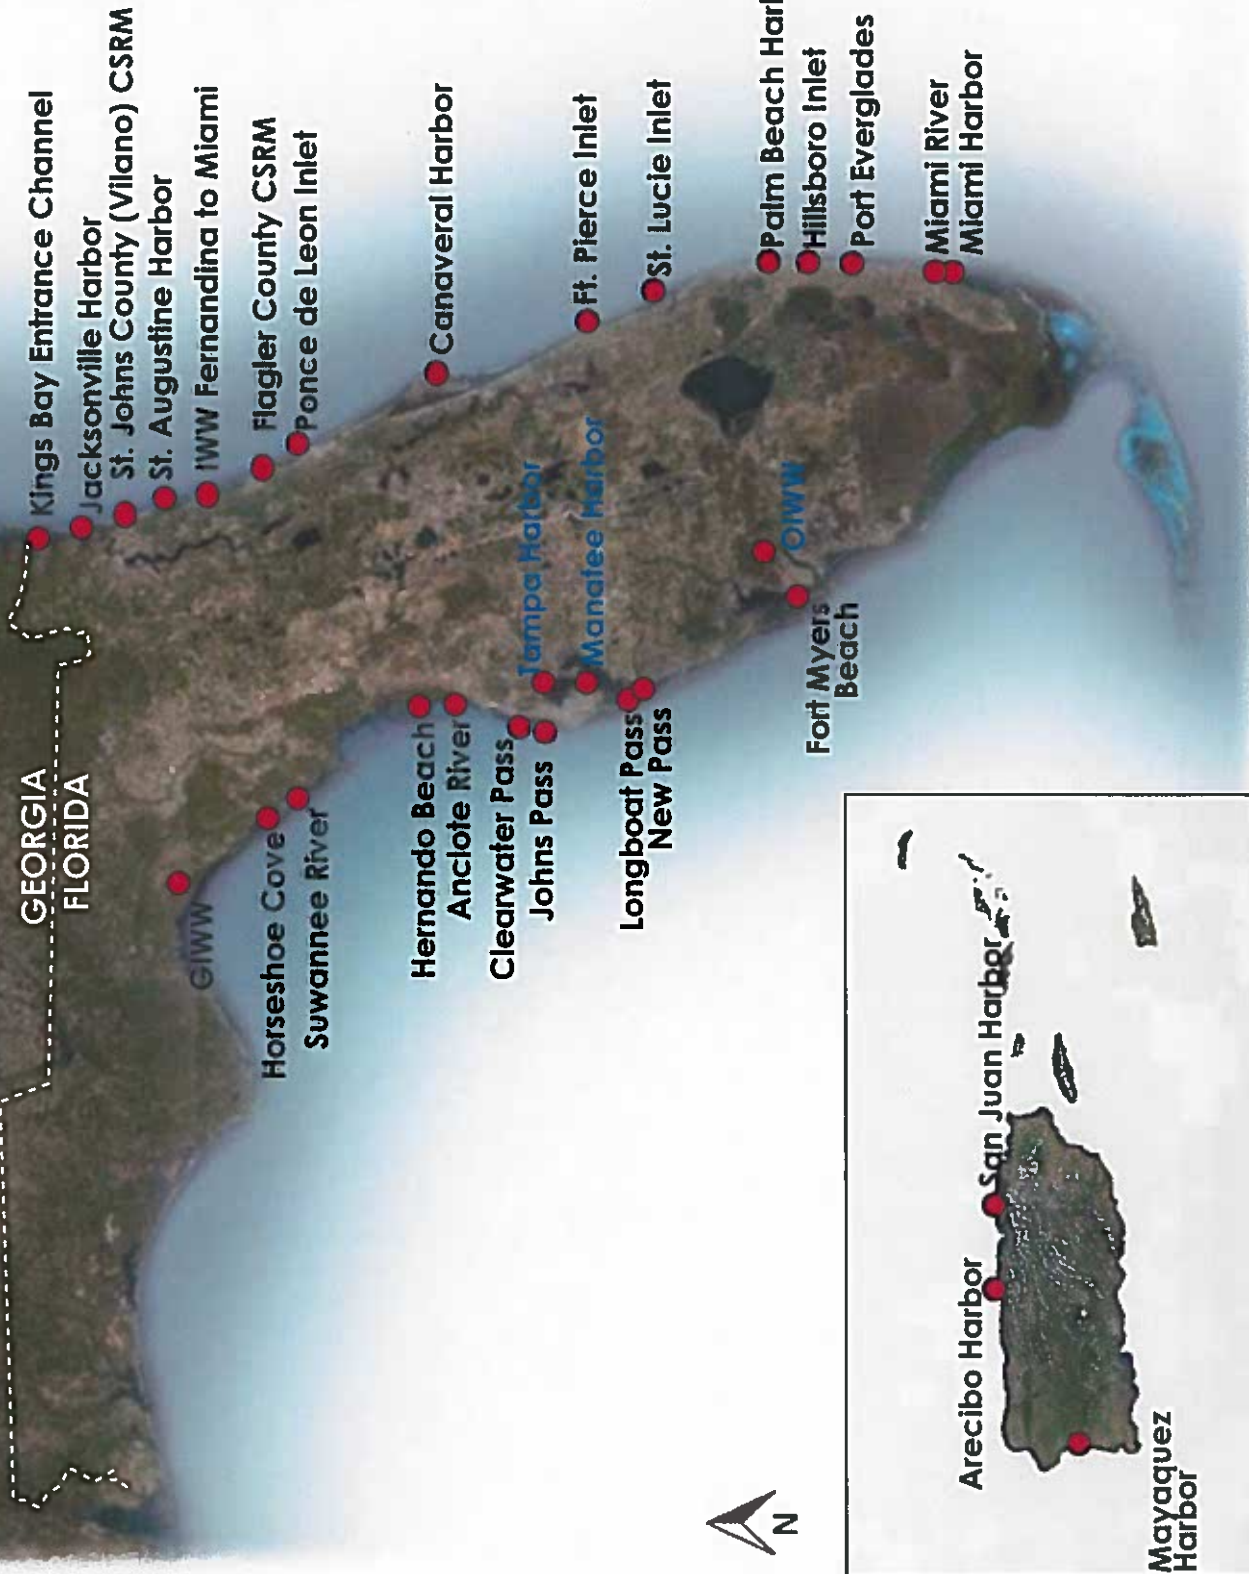 GEORGIA
FLORIDA
Kings Bay Entrance Channel
Jacksonville Harbor
St. Johns County (Vilano) CSRM
St. Augustine Harbor
IWW Fernandina to Miami
Flagler County CSRM
Ponce de Leon Inlet
Canaveral Harbor
Ft. Pierce Inlet
St. Lucie Inlet
Palm Beach Harb
Hillsboro Inlet
Port Everglades
Miami River
Miami Harbor
GIWW
Horseshoe Cove
Suwannee River
Hernando Beach
Anclote River
Clearwater Pass
Johns Pass
Tampa Harbor
Manatee Harbor
Longboat Pass
New Pass
OIWW
Fort Myers
Beach
N
Arecibo Harbor
San Juan Harbor
Mayaquez
Harbor